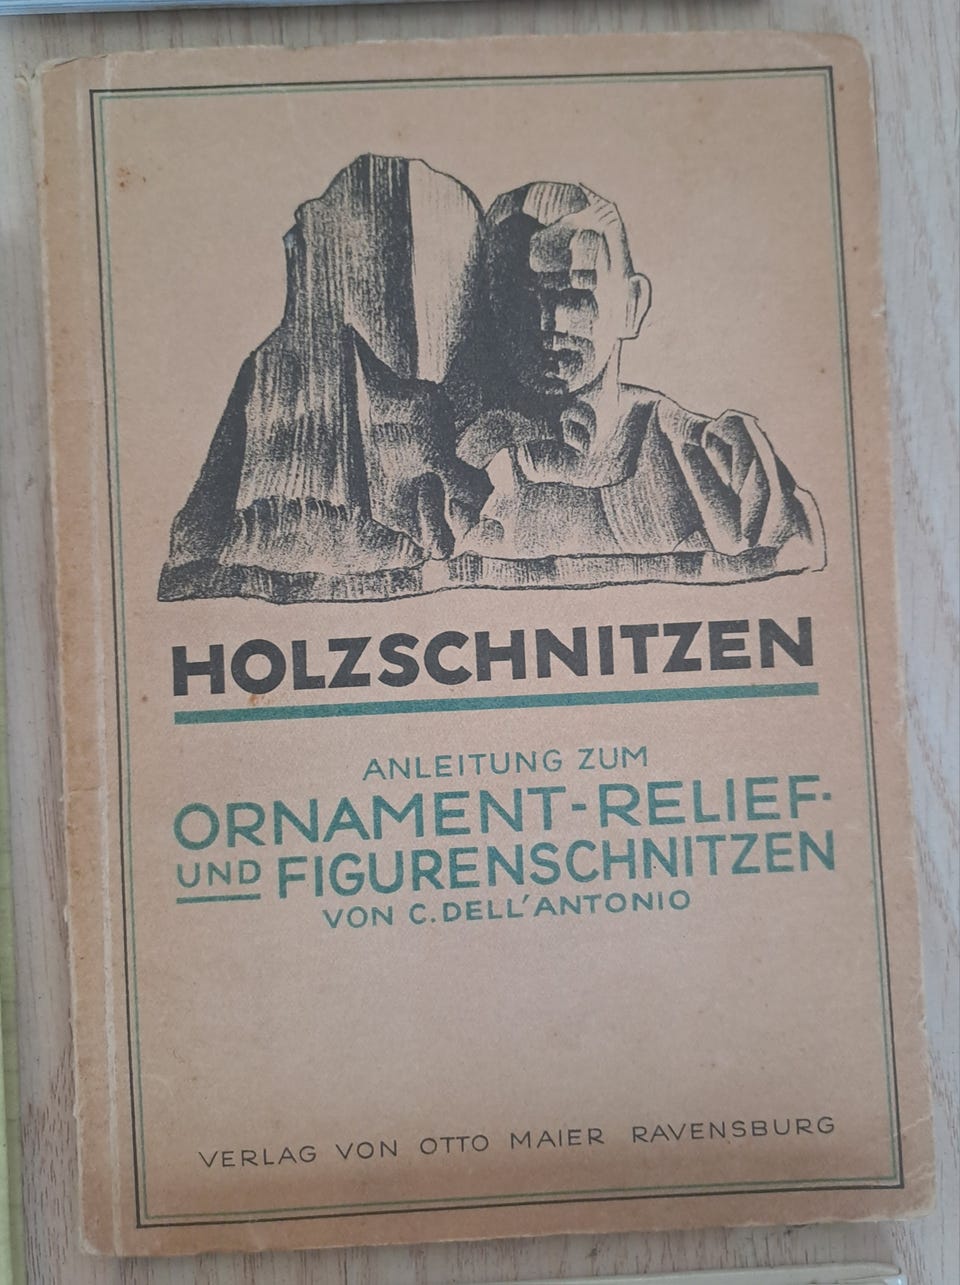 HOLZSCHNITZEN
ANLEITUNG ZUM
ORNAMENT-RELIEF-
UND FIGURENSCHNITZEN
VON C. DELL'ANTONIO
VERLAG VON OTTO MAIER RAVENSBURG